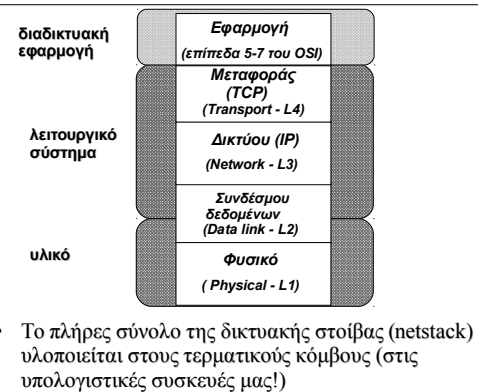 διαδικτυακή
εφαρμογή
Εφαρμογή
(επίπεδα 5-7 του OSI)
Μεταφοράς
(TCP)
(Transport - L4)
λειτουργικό
σύστημα
Δικτύου (IP)
(Network - L3)
Συνδέσμου
δεδομένων
(Data link - L2)
υλικό
Φυσικό
( Physical - L1)
• Το πλήρες σύνολο της δικτυακής στοίβας (netstack)
υλοποιείται στους τερματικούς κόμβους (στις
υπολογιστικές συσκευές μας!)